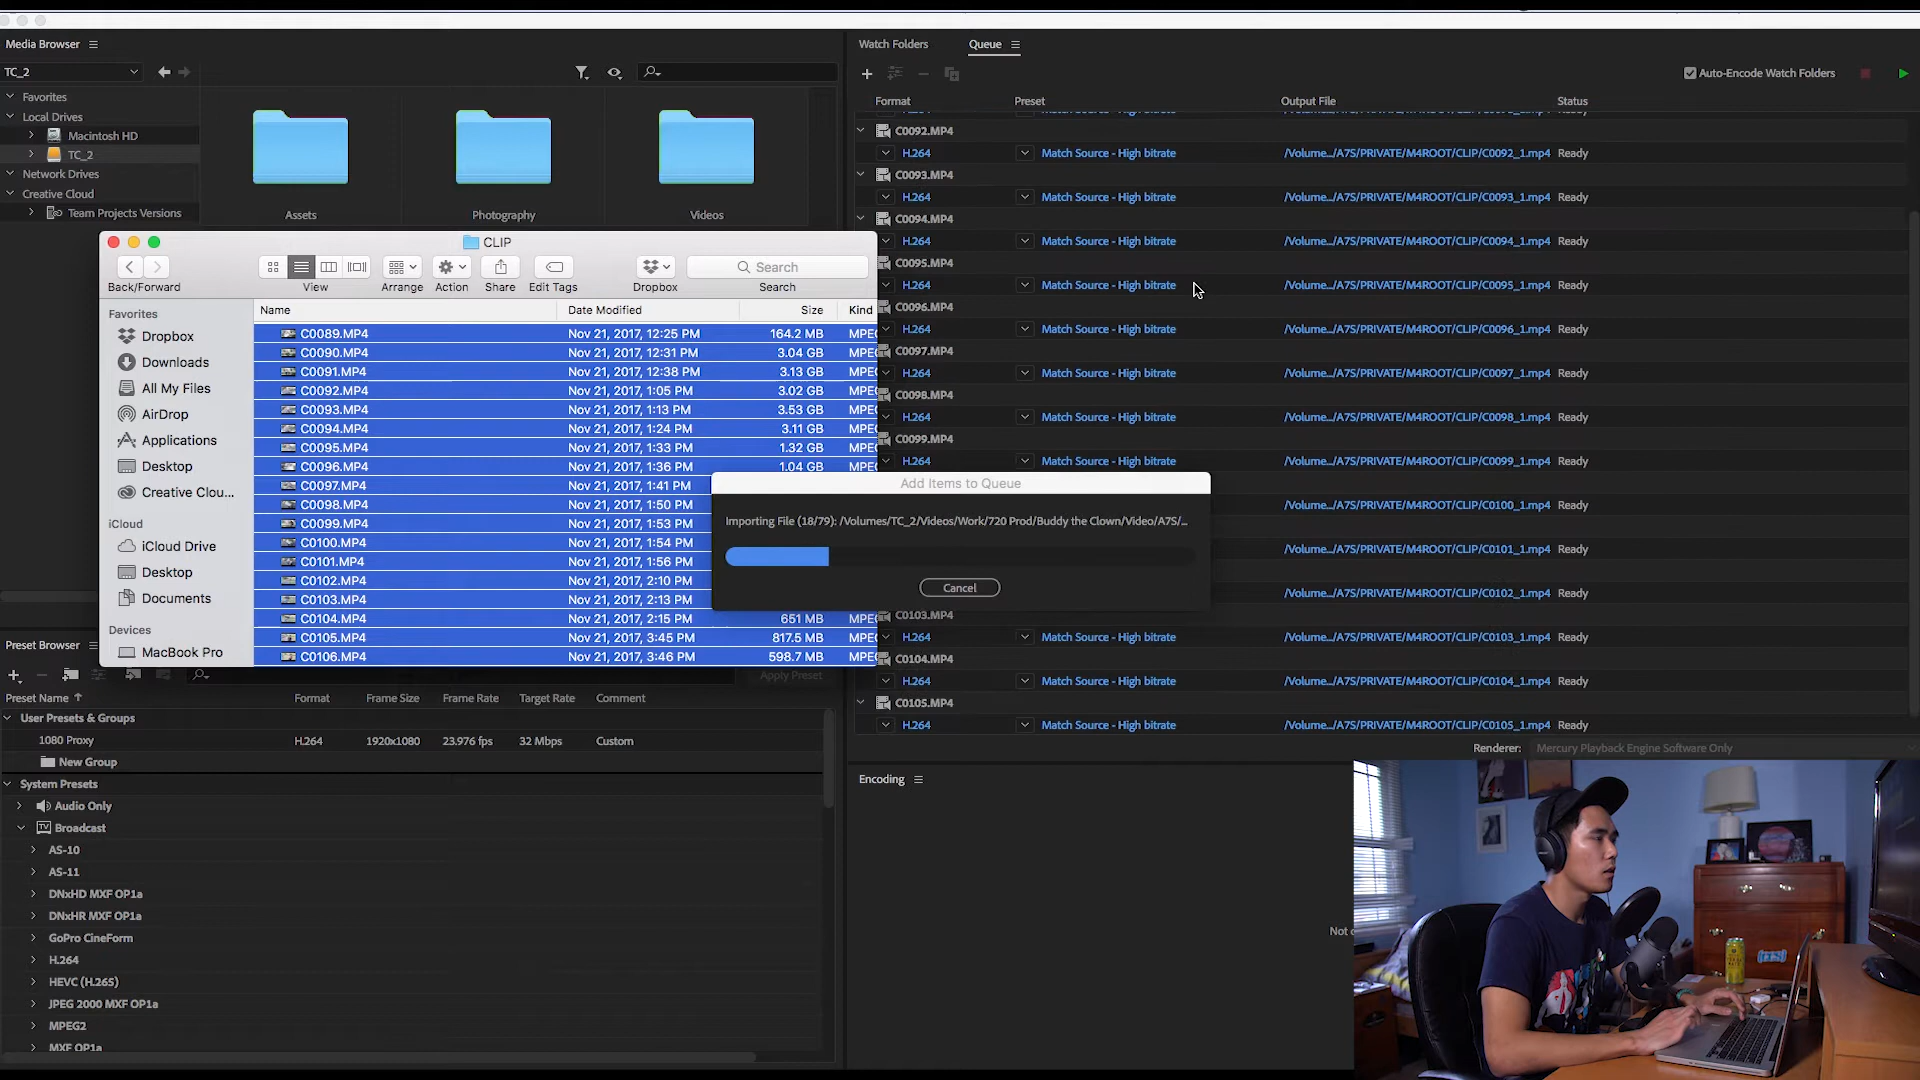 Media Browser
TC_2
Favorites
Local Drives
Macintosh HD
TC_2
Network Drives
Creative Cloud
Team Projects Versions
Assets
Photography
Videos
CLIP
Back/Forward
View
Arrange
Action
Share
Edit Tags
Dropbox
Search
Search
Favorites
Dropbox
Downloads
All My Files
AirDrop
Applications
Desktop
Creative Clou...
iCloud
iCloud Drive
Desktop
Documents
Devices
MacBook Pro
Name Date Modified Size Kind
C0089.MP4 Nov 21, 2017, 12:25 PM 164.2 MB MPE
C0090.MP4 Nov 21, 2017, 12:31 PM 3.04 GB MPE
C0091.MP4 Nov 21, 2017, 12:38 PM 3.13 GB MPE
C0092.MP4 Nov 21, 2017, 1:05 PM 3.02 GB MPE
C0093.MP4 Nov 21, 2017, 1:13 PM 3.53 GB MPE
C0094.MP4 Nov 21, 2017, 1:24 PM 3.11 GB MPE
C0095.MP4 Nov 21, 2017, 1:33 PM 1.32 GB MPE
C0096.MP4 Nov 21, 2017, 1:36 PM 1.04 GB MPE
C0097.MP4 Nov 21, 2017, 1:41 PM
C0098.MP4 Nov 21, 2017, 1:50 PM
C0099.MP4 Nov 21, 2017, 1:53 PM
C0100.MP4 Nov 21, 2017, 1:54 PM
C0101.MP4 Nov 21, 2017, 1:56 PM
C0102.MP4 Nov 21, 2017, 2:10 PM
C0103.MP4 Nov 21, 2017, 2:13 PM
C0104.MP4 Nov 21, 2017, 2:15 PM 651 MB MPE
C0105.MP4 Nov 21, 2017, 3:45 PM 817.5 MB MPE
C0106.MP4 Nov 21, 2017, 3:46 PM 598.7 MB MPE
Add Items to Queue
Importing File (18/79): /Volumes/TC_2/Videos/Work/720 Prod/Buddy the Clown/Video/A7S/...
Cancel
Watch Folders Queue
Auto-Encode Watch Folders
Format Preset Output File Status
C0092.MP4
H.264 Match Source - High bitrate /Volume.../A7S/PRIVATE/M4ROOT/CLIP/C0092_1.mp4 Ready
C0093.MP4
H.264 Match Source - High bitrate /Volume.../A7S/PRIVATE/M4ROOT/CLIP/C0093_1.mp4 Ready
C0094.MP4
H.264 Match Source - High bitrate /Volume.../A7S/PRIVATE/M4ROOT/CLIP/C0094_1.mp4 Ready
C0095.MP4
H.264 Match Source - High bitrate /Volume.../A7S/PRIVATE/M4ROOT/CLIP/C0095_1.mp4 Ready
C0096.MP4
H.264 Match Source - High bitrate /Volume.../A7S/PRIVATE/M4ROOT/CLIP/C0096_1.mp4 Ready
C0097.MP4
H.264 Match Source - High bitrate /Volume.../A7S/PRIVATE/M4ROOT/CLIP/C0097_1.mp4 Ready
C0098.MP4
H.264 Match Source - High bitrate /Volume.../A7S/PRIVATE/M4ROOT/CLIP/C0098_1.mp4 Ready
C0099.MP4
H.264 Match Source - High bitrate /Volume.../A7S/PRIVATE/M4ROOT/CLIP/C0099_1.mp4 Ready
/Volume.../A7S/PRIVATE/M4ROOT/CLIP/C0100_1.mp4 Ready
/Volume.../A7S/PRIVATE/M4ROOT/CLIP/C0101_1.mp4 Ready
/Volume.../A7S/PRIVATE/M4ROOT/CLIP/C0102_1.mp4 Ready
C0103.MP4
H.264 Match Source - High bitrate /Volume.../A7S/PRIVATE/M4ROOT/CLIP/C0103_1.mp4 Ready
C0104.MP4
H.264 Match Source - High bitrate /Volume.../A7S/PRIVATE/M4ROOT/CLIP/C0104_1.mp4 Ready
C0105.MP4
H.264 Match Source - High bitrate /Volume.../A7S/PRIVATE/M4ROOT/CLIP/C0105_1.mp4 Ready
Renderer: Mercury Playback Engine Software Only
Encoding
Not
Preset Browser
Apply Preset
Preset Name Format Frame Size Frame Rate Target Rate Comment
User Presets & Groups
1080 Proxy H.264 1920x1080 23.976 fps 32 Mbps Custom
New Group
System Presets
Audio Only
Broadcast
AS-10
AS-11
DNxHD MXF OP1a
DNxHR MXF OP1a
GoPro CineForm
H.264
HEVC (H.265)
JPEG 2000 MXF OP1a
MPEG2
MXF OP1a